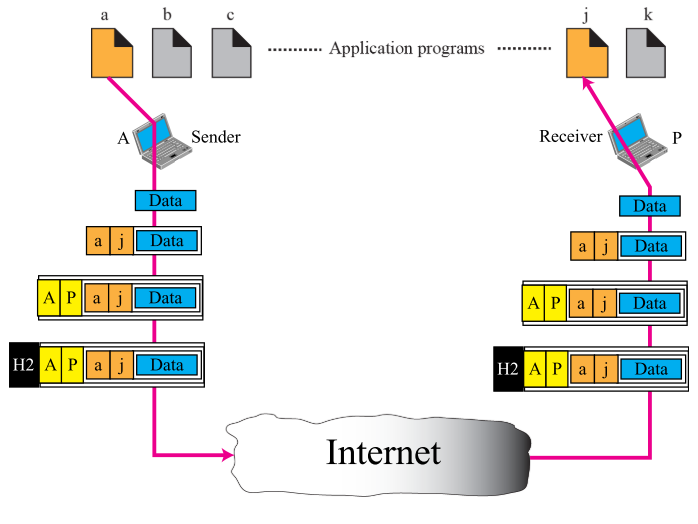 a b c j k
Application programs
A Sender Receiver P
Data Data
a j Data a j Data
A P a j Data A P a j Data
H2 A P a j Data H2 A P a j Data
Internet